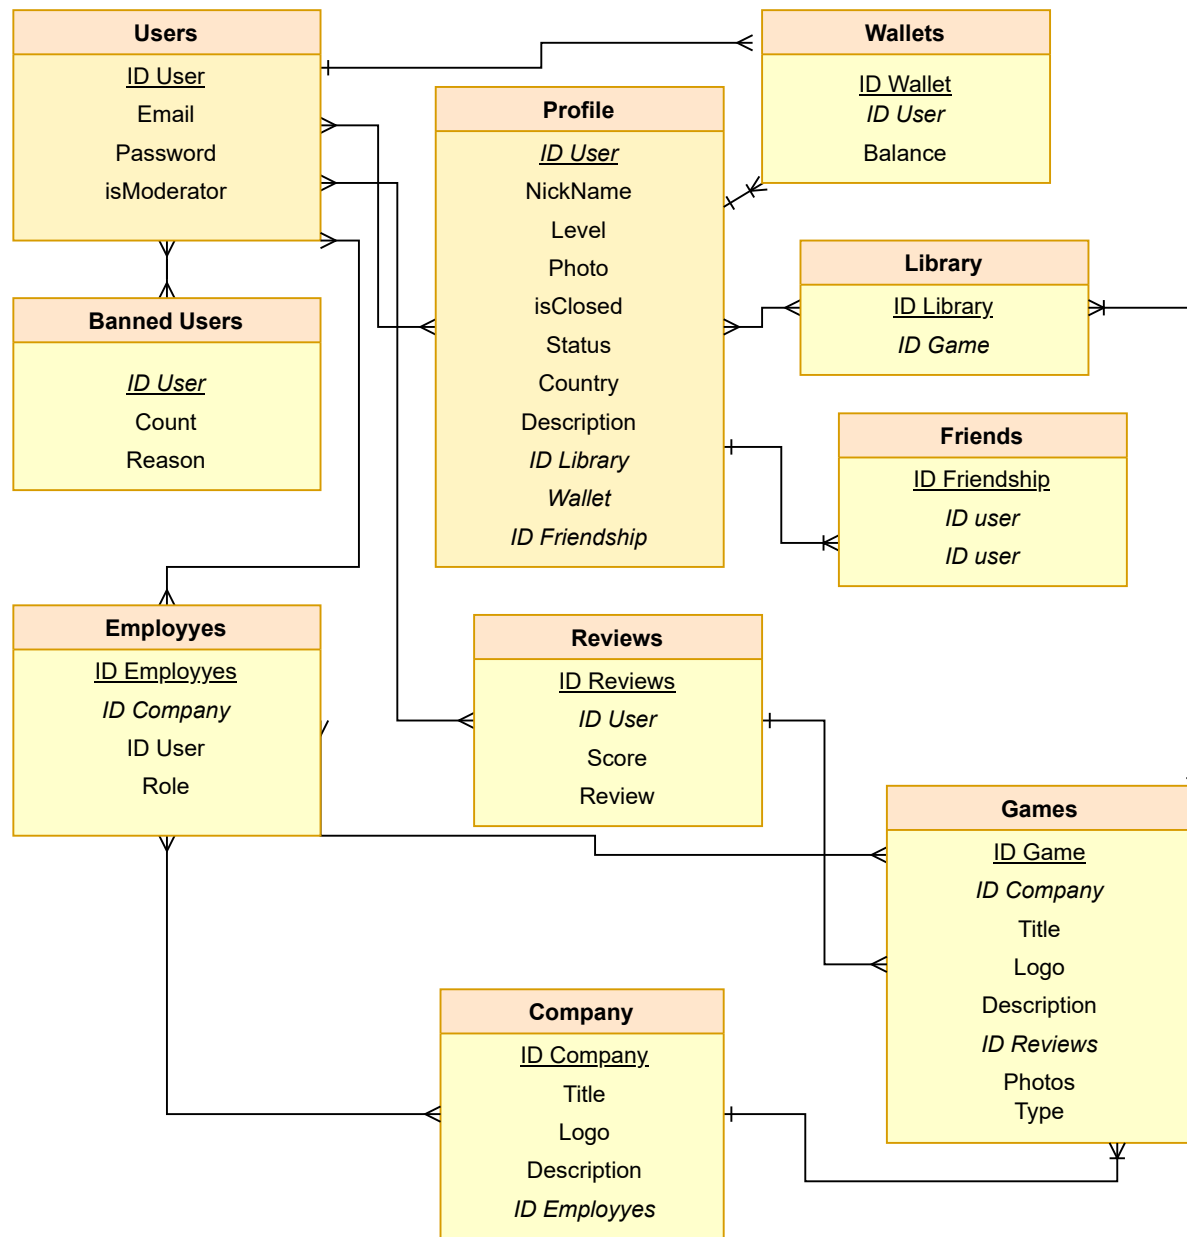 Users
ID User
Email
Password
isModerator
Wallets
ID Wallet
ID User
Balance
Profile
ID User
NickName
Level
Photo
isClosed
Status
Country
Description
ID Library
Wallet
ID Friendship
Library
ID Library
ID Game
Banned Users
ID User
Count
Reason
Friends
ID Friendship
ID user
ID user
Employyes
ID Employyes
ID Company
ID User
Role
Reviews
ID Reviews
ID User
Score
Review
Games
ID Game
ID Company
Title
Logo
Description
ID Reviews
Photos
Type
Company
ID Company
Title
Logo
Description
ID Employyes